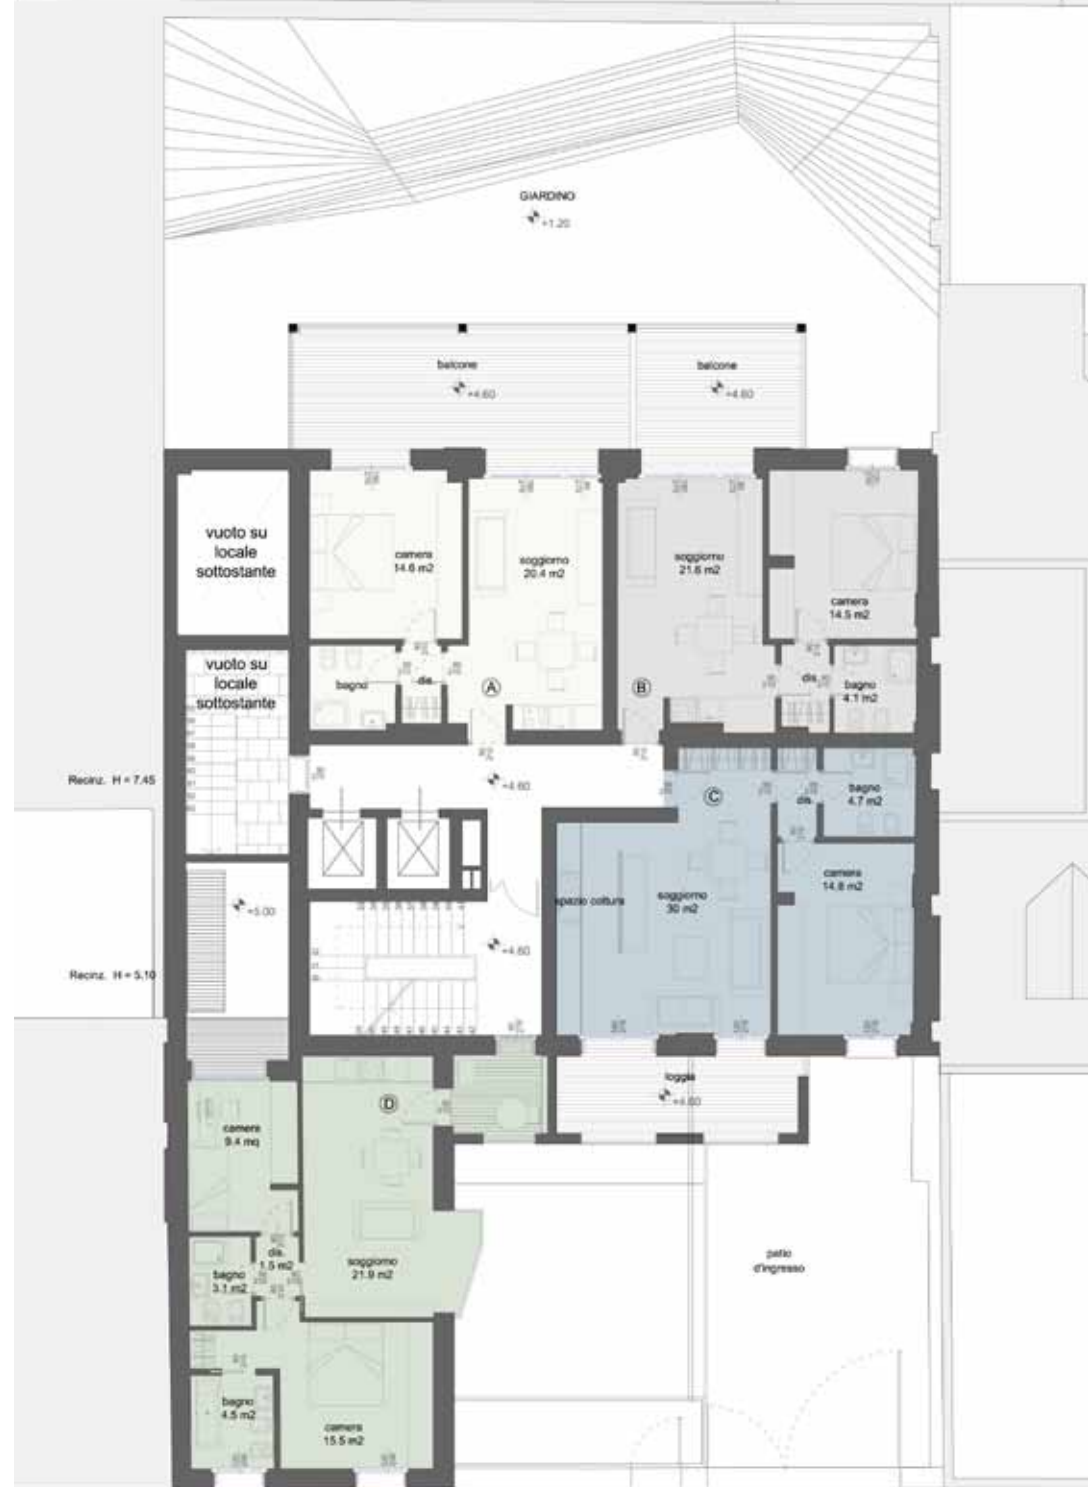 GIARDINO
+1.20
balcone
+4.60
balcone
+4.60
vuoto su
locale
sottostante
camera
14.6 m2
soggiorno
20.4 m2
soggiorno
21.6 m2
camera
14.5 m2
vuoto su
locale
sottostante
bagno
dis.
A
B
dis.
bagno
4.1 m2
Recinz. H = 7.45
+4.60
C
dis.
bagno
4.7 m2
camera
14.8 m2
spazio cottura
soggiorno
30 m2
+5.00
+4.60
Recinz. H = 5.10
loggia
+4.60
D
camera
9.4 mq
dis.
1.5 m2
soggiorno
21.9 m2
bagno
3.1 m2
patio
d'ingresso
bagno
4.5 m2
camera
15.5 m2